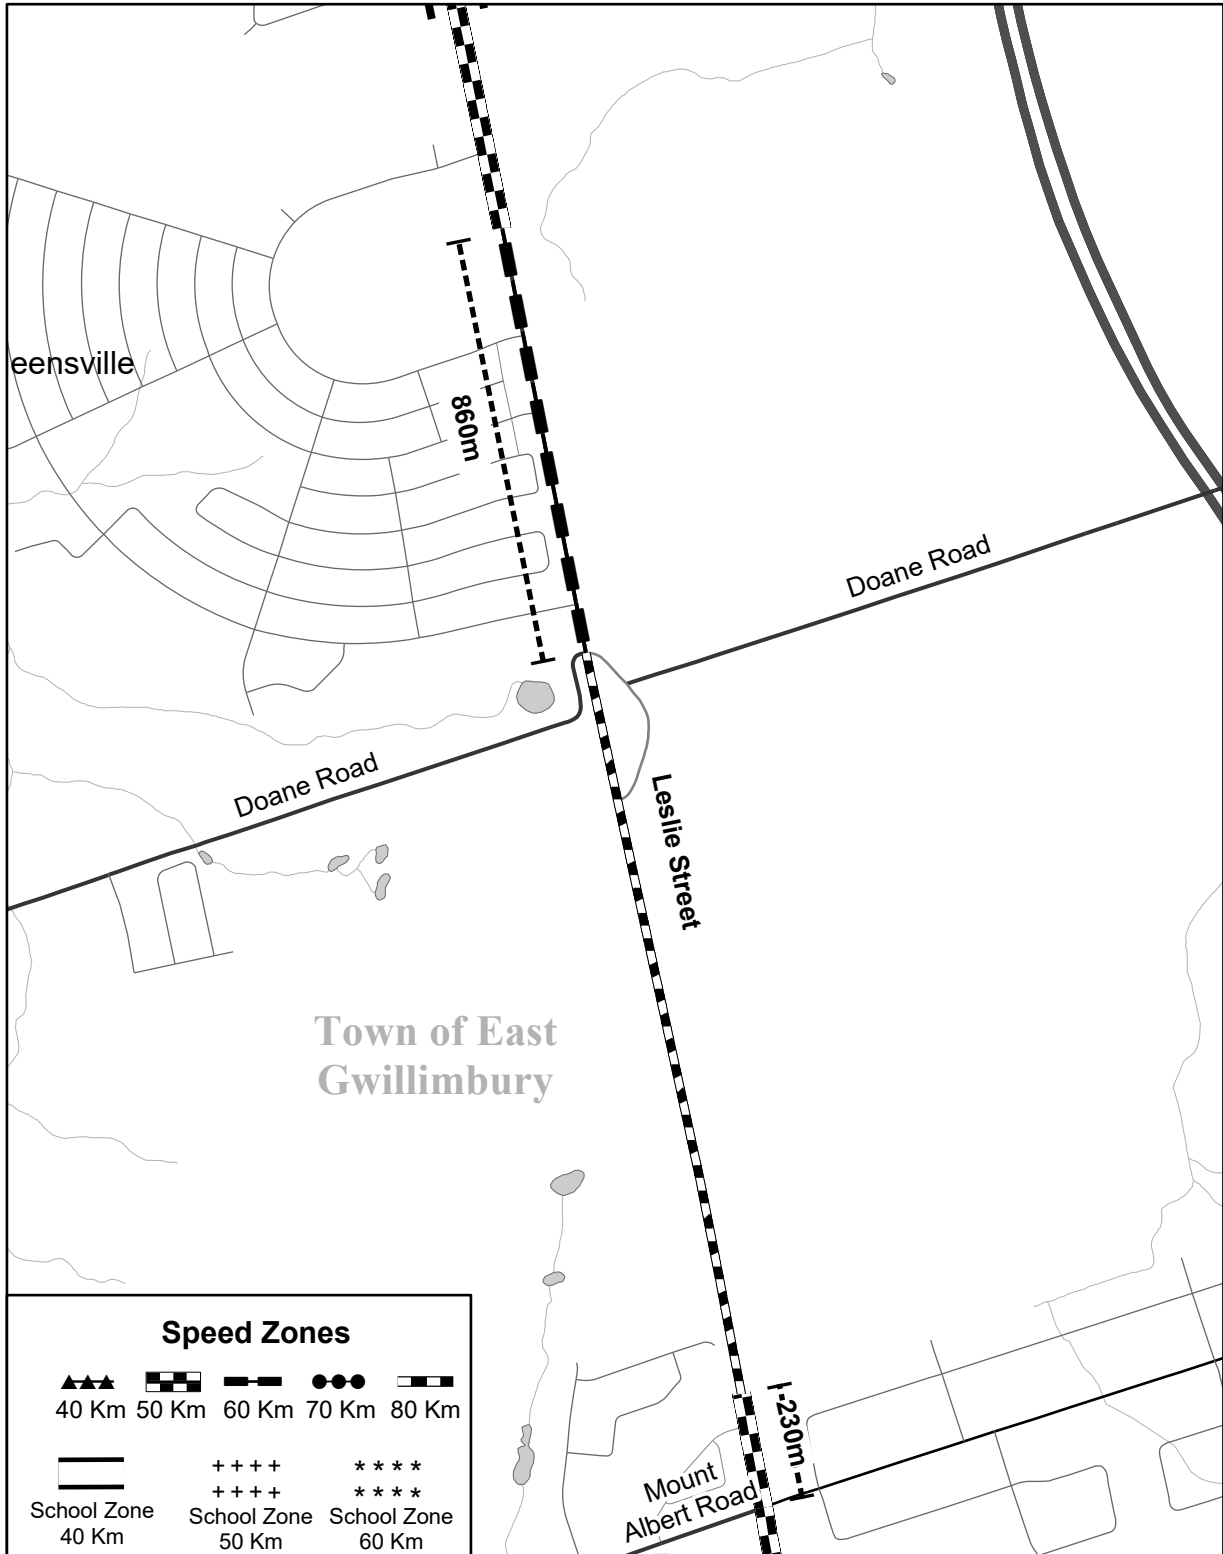 eensville
860m
Doane Road
Doane Road
Leslie Street
Town of East
Gwillimbury
230m
Mount
Albert Road
Speed Zones
40 Km 50 Km 60 Km 70 Km 80 Km
School Zone
40 Km
++++
++++
School Zone
50 Km
****
****
School Zone
60 Km